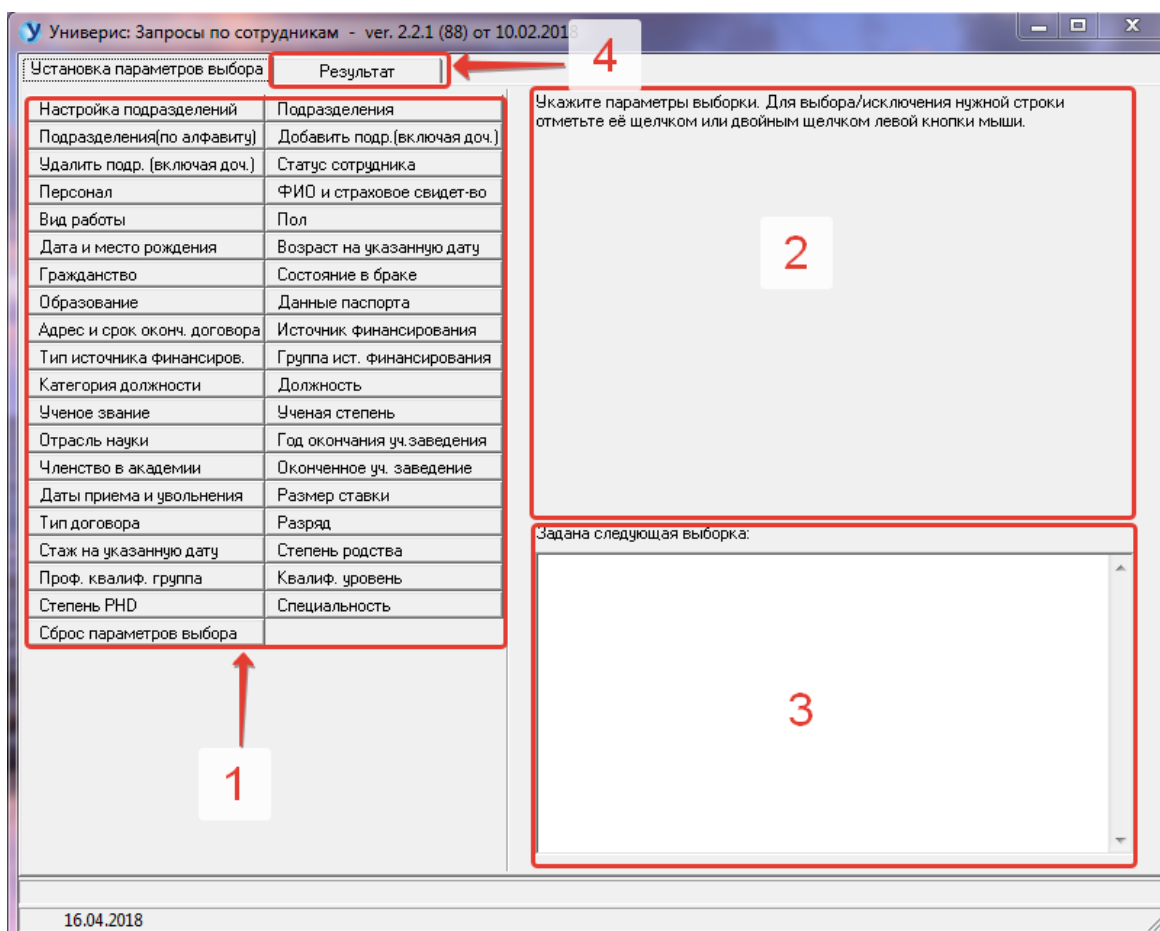 Универис: Запросы по сотрудникам - ver. 2.2.1 (88) от 10.02.2018
4
Установка параметров выбора Результат
Настройка подразделений Подразделения
Подразделения(по алфавиту) Добавить подр.(включая доч.)
Удалить подр. (включая доч.) Статус сотрудника
Персонал ФИО и страховое свидет-во
Вид работы Пол
Дата и место рождения Возраст на указанную дату
Гражданство Состояние в браке
Образование Данные паспорта
Адрес и срок оконч. договора Источник финансирования
Тип источника финансиров. Группа ист. финансирования
Категория должности Должность
Ученое звание Ученая степень
Отрасль науки Год окончания уч.заведения
Членство в академии Оконченное уч. заведение
Даты приема и увольнения Размер ставки
Тип договора Разряд
Стаж на указанную дату Степень родства
Проф. квалиф. группа Квалиф. уровень
Степень PHD Специальность
Сброс параметров выбора
1
Укажите параметры выборки. Для выбора/исключения нужной строки
отметьте её щелчком или двойным щелчком левой кнопки мыши.
2
Задана следующая выборка:
3
16.04.2018